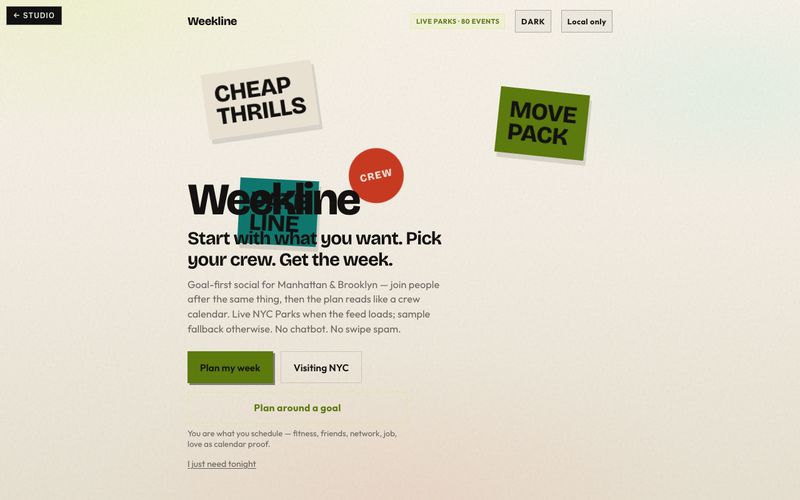 ← STUDIO
Weekline
LIVE PARKS · 80 EVENTS
DARK
Local only
CHEAP
THRILLS
MOVE
PACK
CREW
Weekline
LINE
Start with what you want. Pick
your crew. Get the week.
Goal-first social for Manhattan & Brooklyn — join people
after the same thing, then the plan reads like a crew
calendar. Live NYC Parks when the feed loads; sample
fallback otherwise. No chatbot. No swipe spam.
Plan my week
Visiting NYC
Plan around a goal
You are what you schedule — fitness, friends, network, job,
love as calendar proof.
I just need tonight